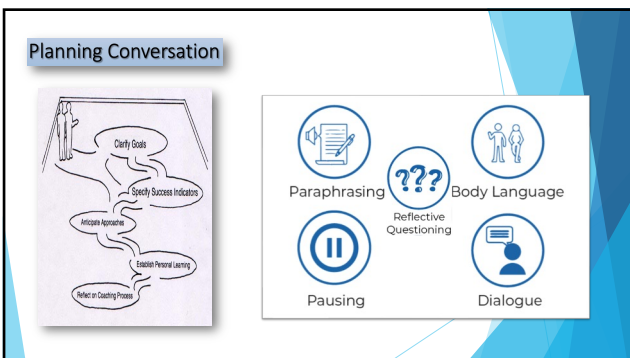 Planning Conversation
Clarify Goals
Specify Success Indicators
Anticipate Approaches
Establish Personal Learning
Reflect on Coaching Process
Paraphrasing
???
Reflective
Questioning
Body Language
Pausing
Dialogue